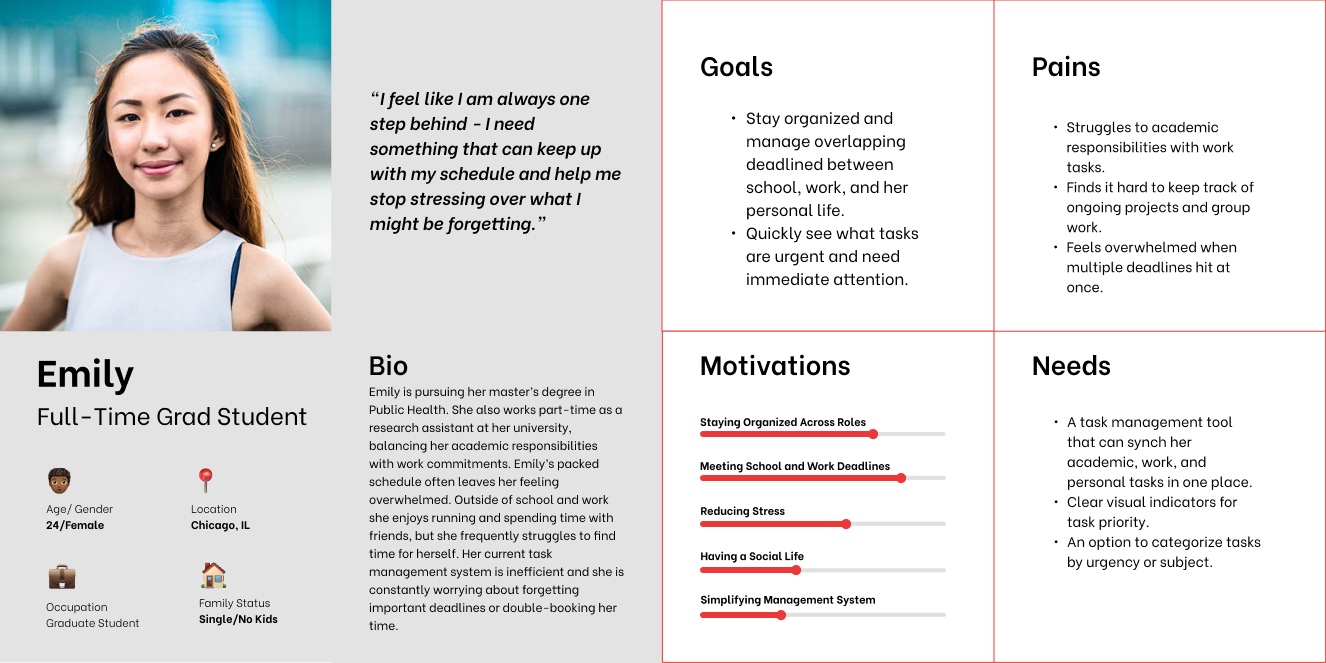 “I feel like I am always one
step behind - I need
something that can keep up
with my schedule and help me
stop stressing over what I
might be forgetting.”
Goals
• Stay organized and
manage overlapping
deadlined between
school, work, and her
personal life.
• Quickly see what tasks
are urgent and need
immediate attention.
Pains
• Struggles to academic
responsibilities with work
tasks.
• Finds it hard to keep track of
ongoing projects and group
work.
• Feels overwhelmed when
multiple deadlines hit at
once.
Emily
Full-Time Grad Student
Age/ Gender
24/Female
Location
Chicago, IL
Occupation
Graduate Student
Family Status
Single/No Kids
Bio
Emily is pursuing her master’s degree in
Public Health. She also works part-time as a
research assistant at her university,
balancing her academic responsibilities
with work commitments. Emily’s packed
schedule often leaves her feeling
overwhelmed. Outside of school and work
she enjoys running and spending time with
friends, but she frequently struggles to find
time for herself. Her current task
management system is inefficient and she is
constantly worrying about forgetting
important deadlines or double-booking her
time.
Motivations
Staying Organized Across Roles
Meeting School and Work Deadlines
Reducing Stress
Having a Social Life
Simplifying Management System
Needs
• A task management tool
that can synch her
academic, work, and
personal tasks in one place.
• Clear visual indicators for
task priority.
• An option to categorize tasks
by urgency or subject.